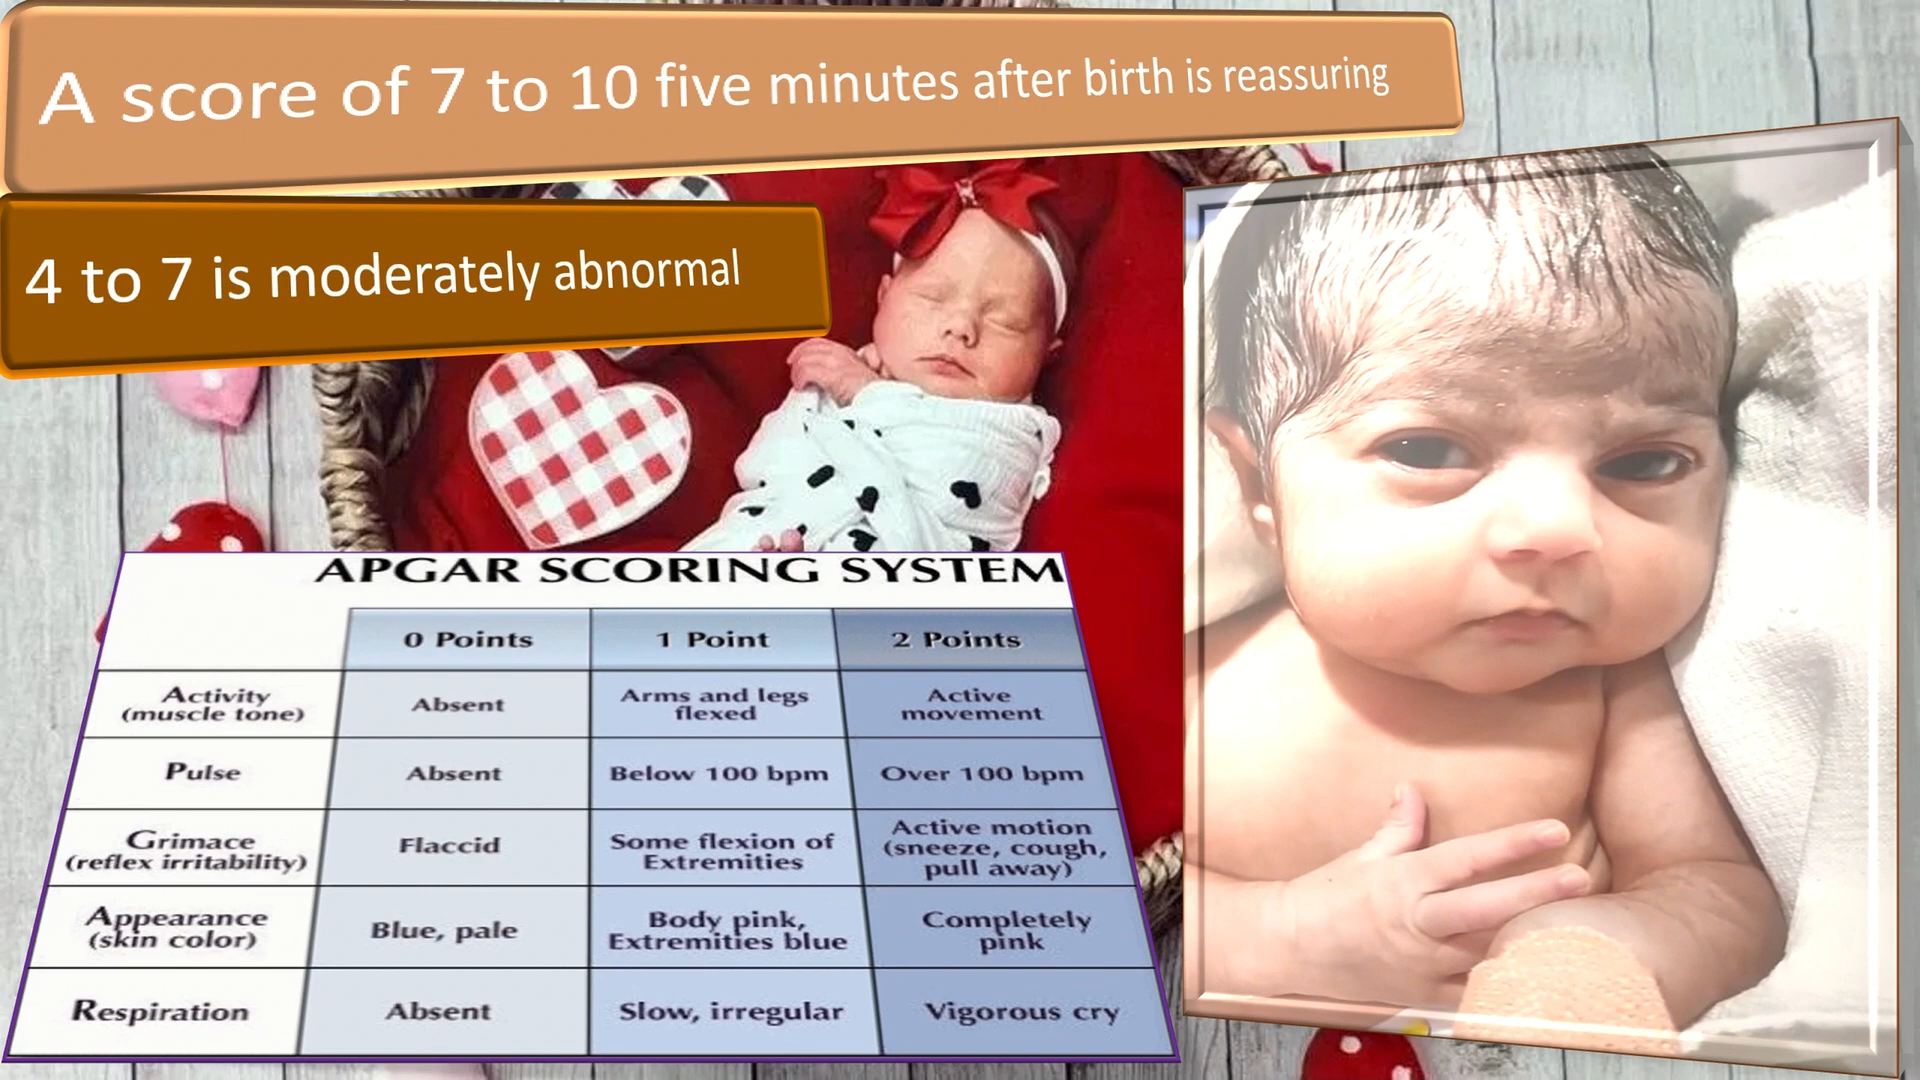 A score of 7 to 10 five minutes after birth is reassuring
4 to 7 is moderately abnormal
APGAR SCORING SYSTEM
0 Points 1 Point 2 Points
Activity
(muscle tone)
Absent
Arms and legs
flexed
Active
movement
Pulse
Absent
Below 100 bpm
Over 100 bpm
Grimace
(reflex irritability)
Flaccid
Some flexion of
Extremities
Active motion
(sneeze, cough,
pull away)
Appearance
(skin color)
Blue, pale
Body pink,
Extremities blue
Completely
pink
Respiration
Absent
Slow, irregular
Vigorous cry